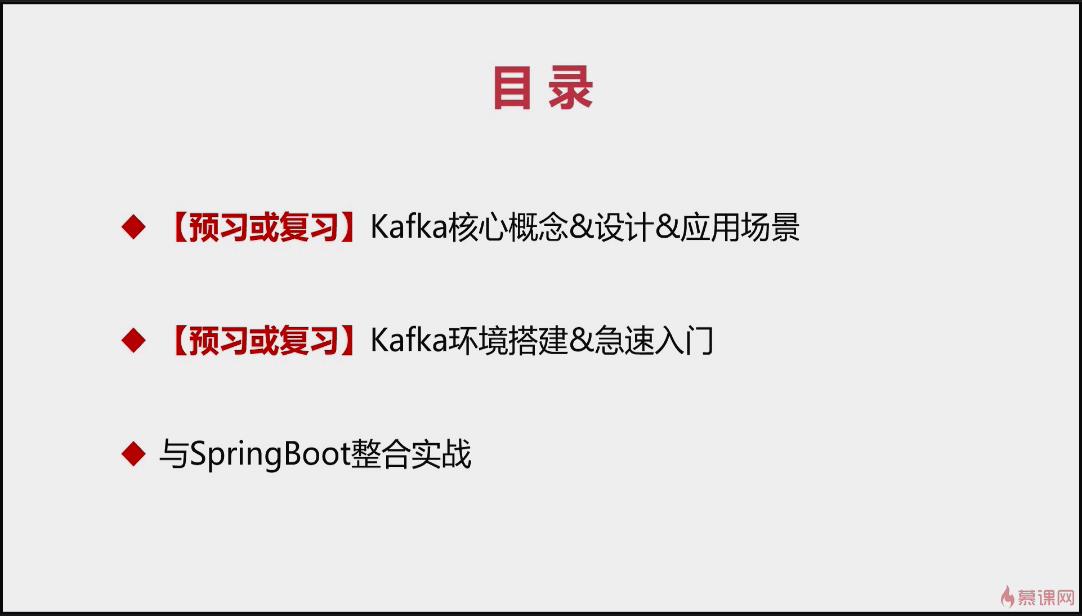 目 录
【预习或复习】Kafka核心概念&设计&应用场景
【预习或复习】Kafka环境搭建&急速入门
与SpringBoot整合实战
慕课网